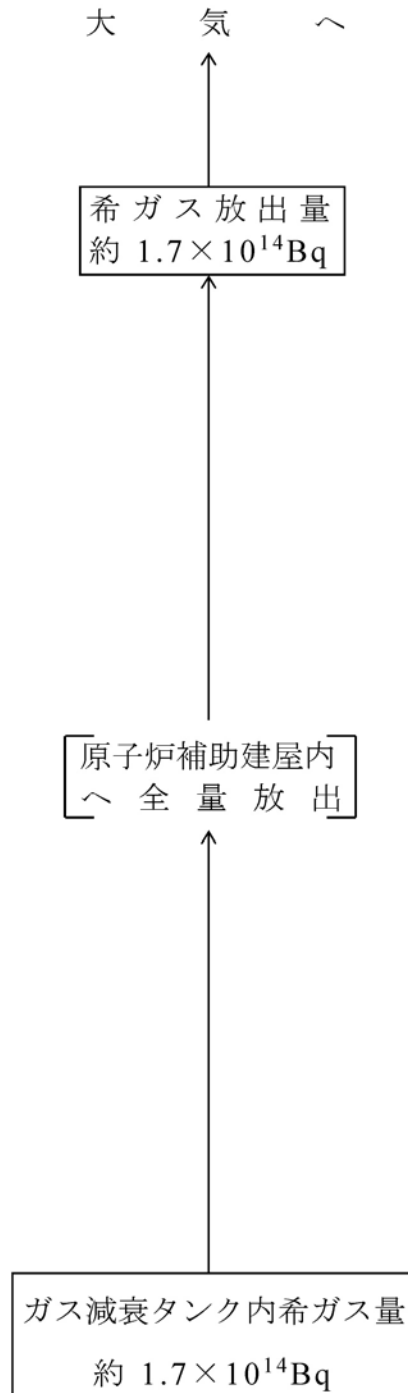 大気へ
希ガス放出量
約 1.7×10¹⁴Bq
原子炉補助建屋内
へ全量放出
ガス減衰タンク内希ガス量
約 1.7×10¹⁴Bq